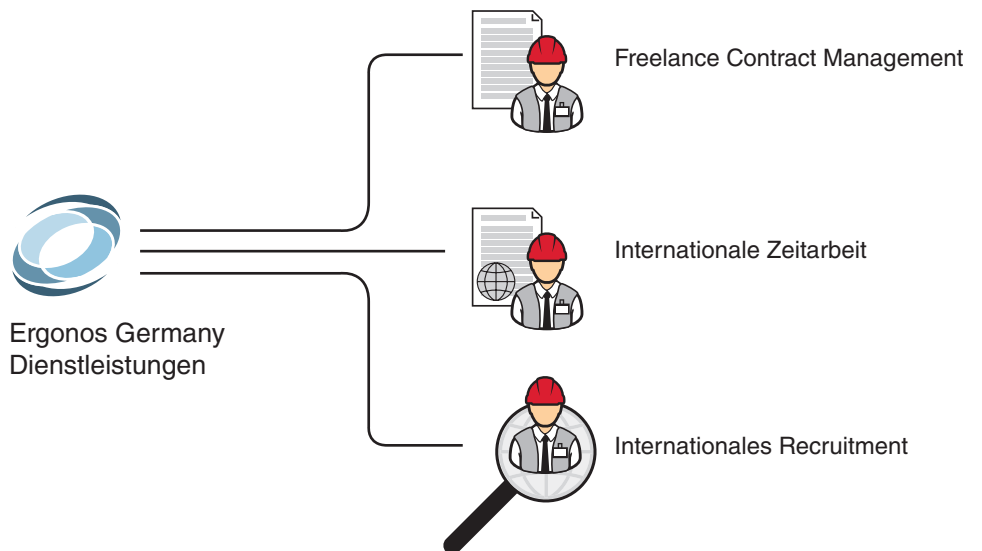 Freelance Contract Management
Internationale Zeitarbeit
Ergonos Germany
Dienstleistungen
Internationales Recruitment